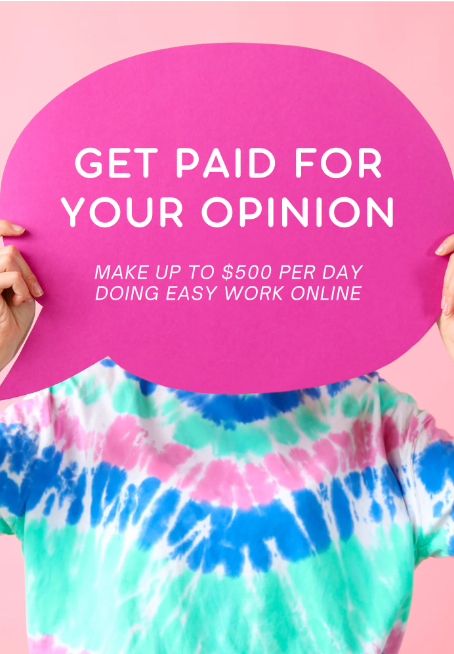 GET PAID FOR
YOUR OPINION
MAKE UP TO $500 PER DAY
DOING EASY WORK ONLINE